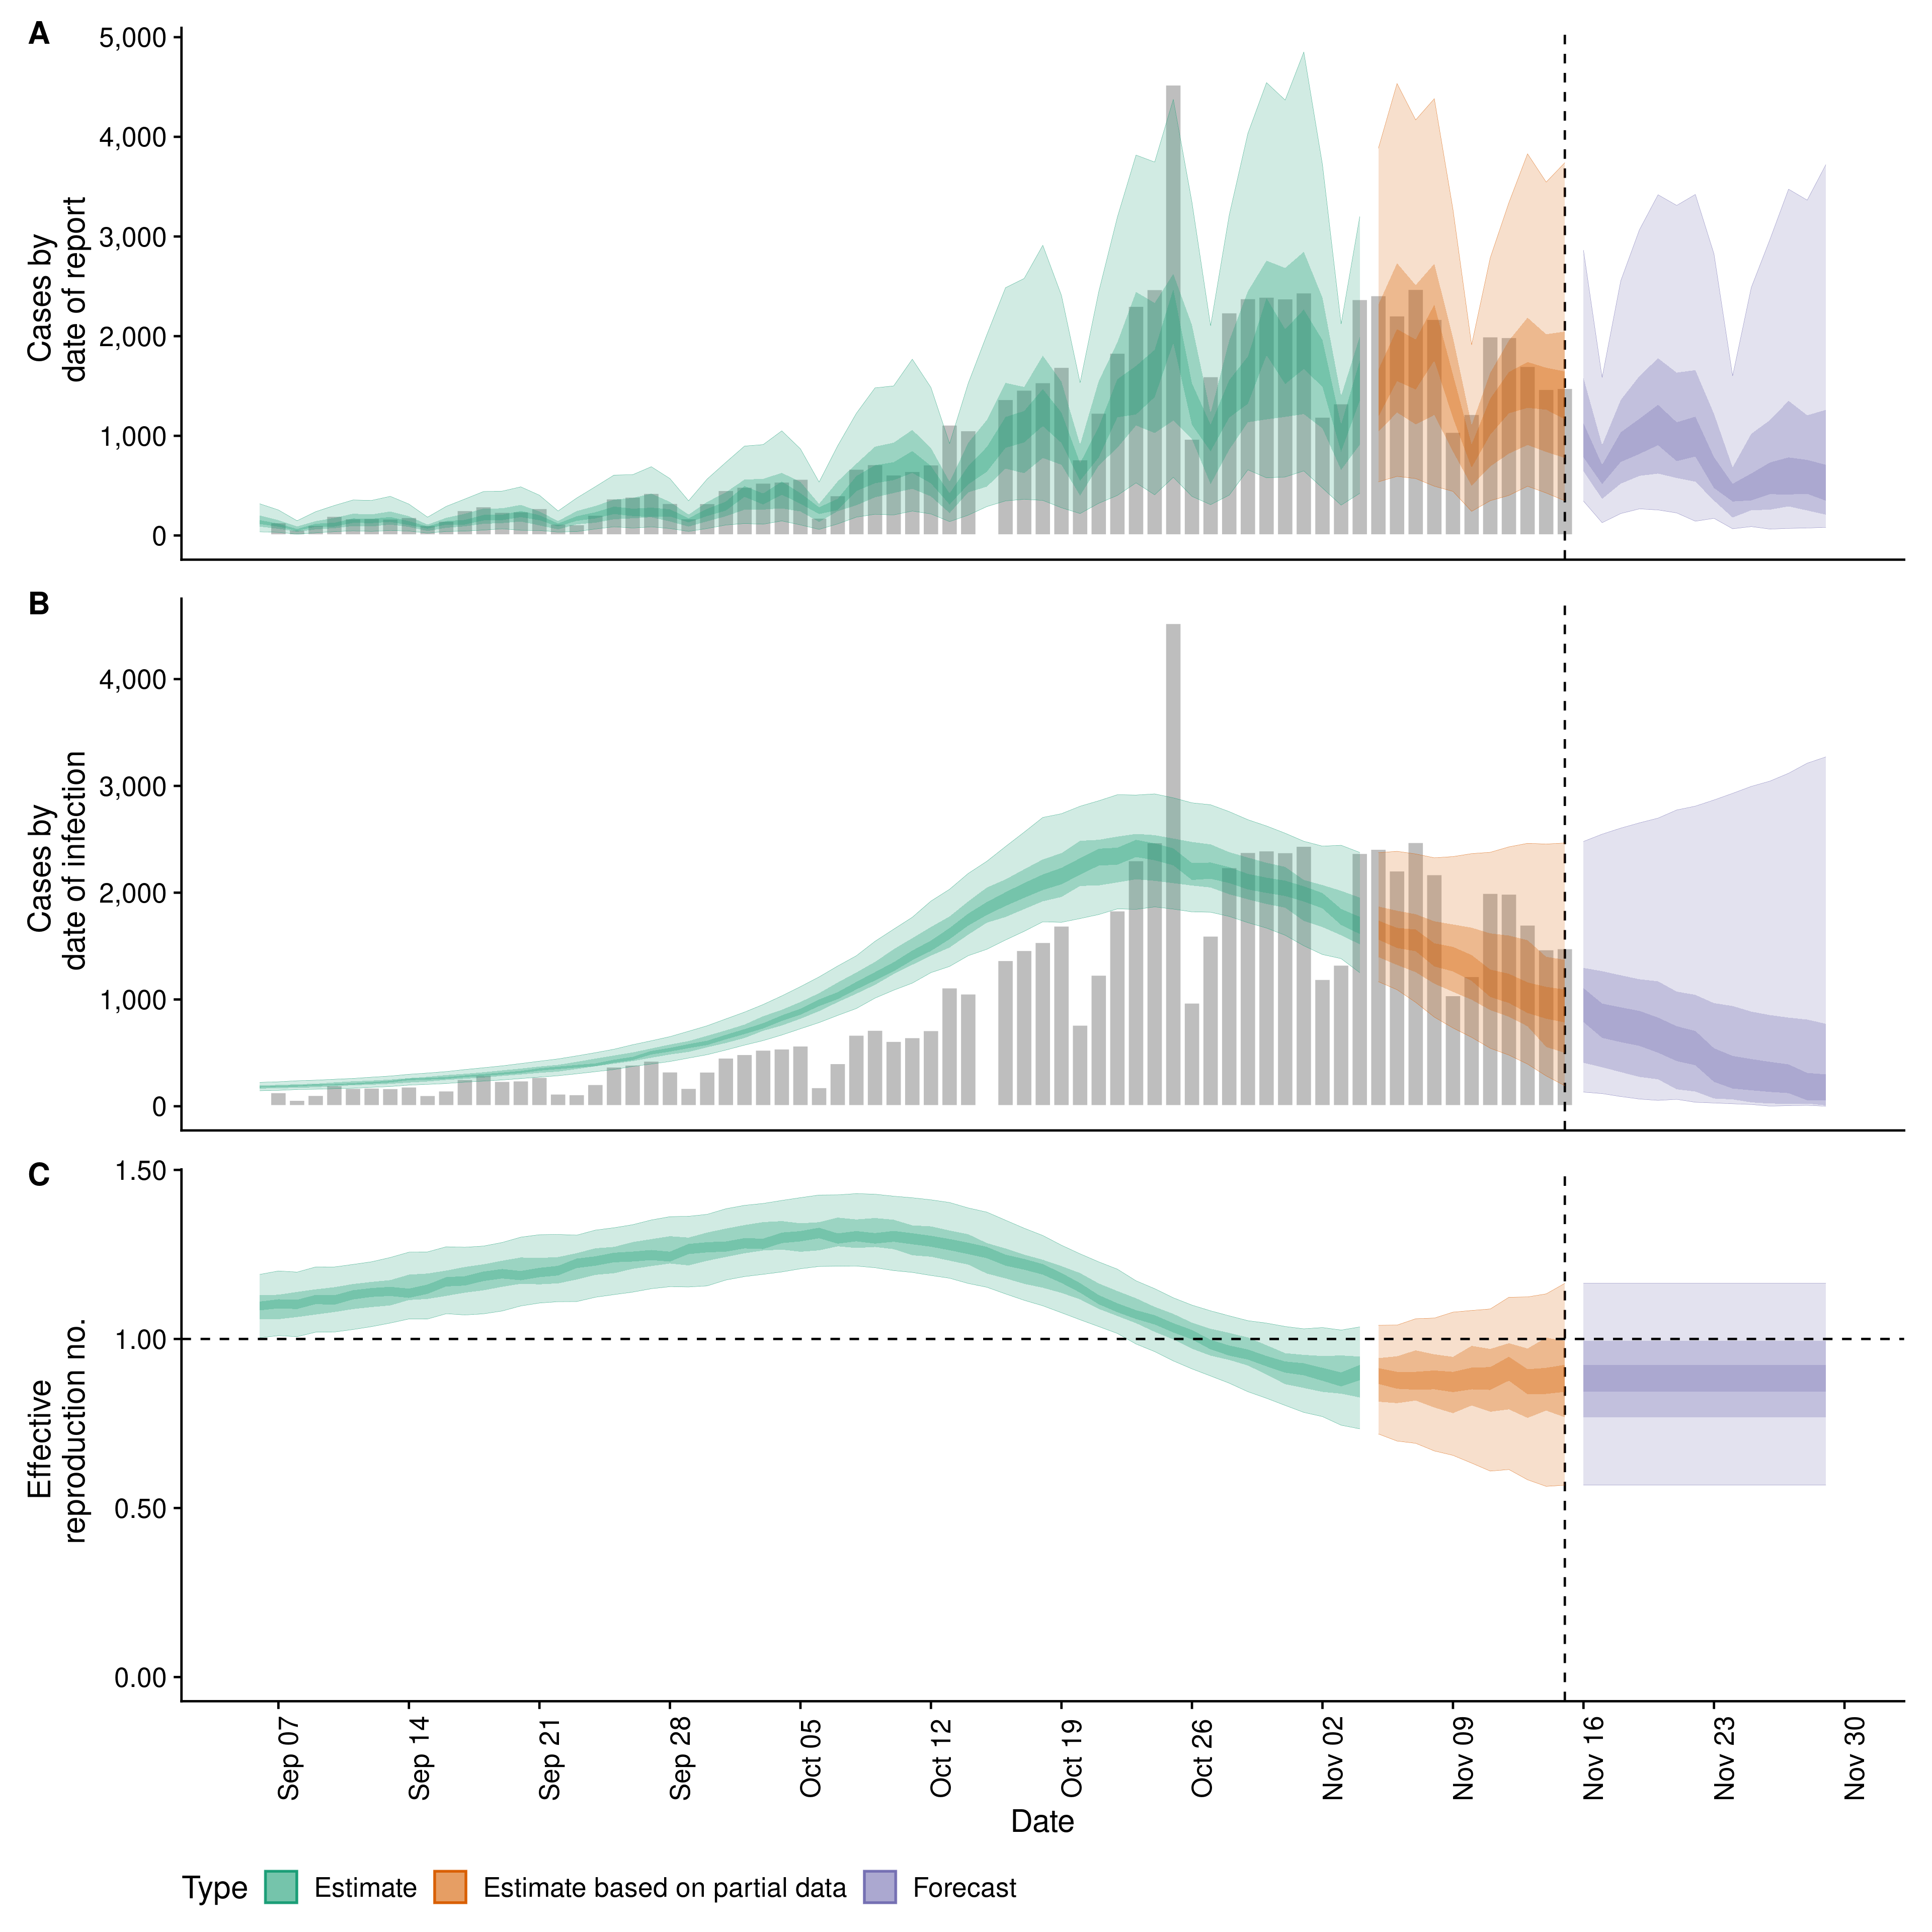 A
5,000
4,000
3,000
2,000
1,000
0
Cases by
date of report
B
4,000
3,000
2,000
1,000
0
Cases by
date of infection
C
1.50
1.00
0.50
0.00
Effective
reproduction no.
Sep 07
Sep 14
Sep 21
Sep 28
Oct 05
Oct 12
Oct 19
Oct 26
Nov 02
Nov 09
Nov 16
Nov 23
Nov 30
Date
Type Estimate Estimate based on partial data Forecast